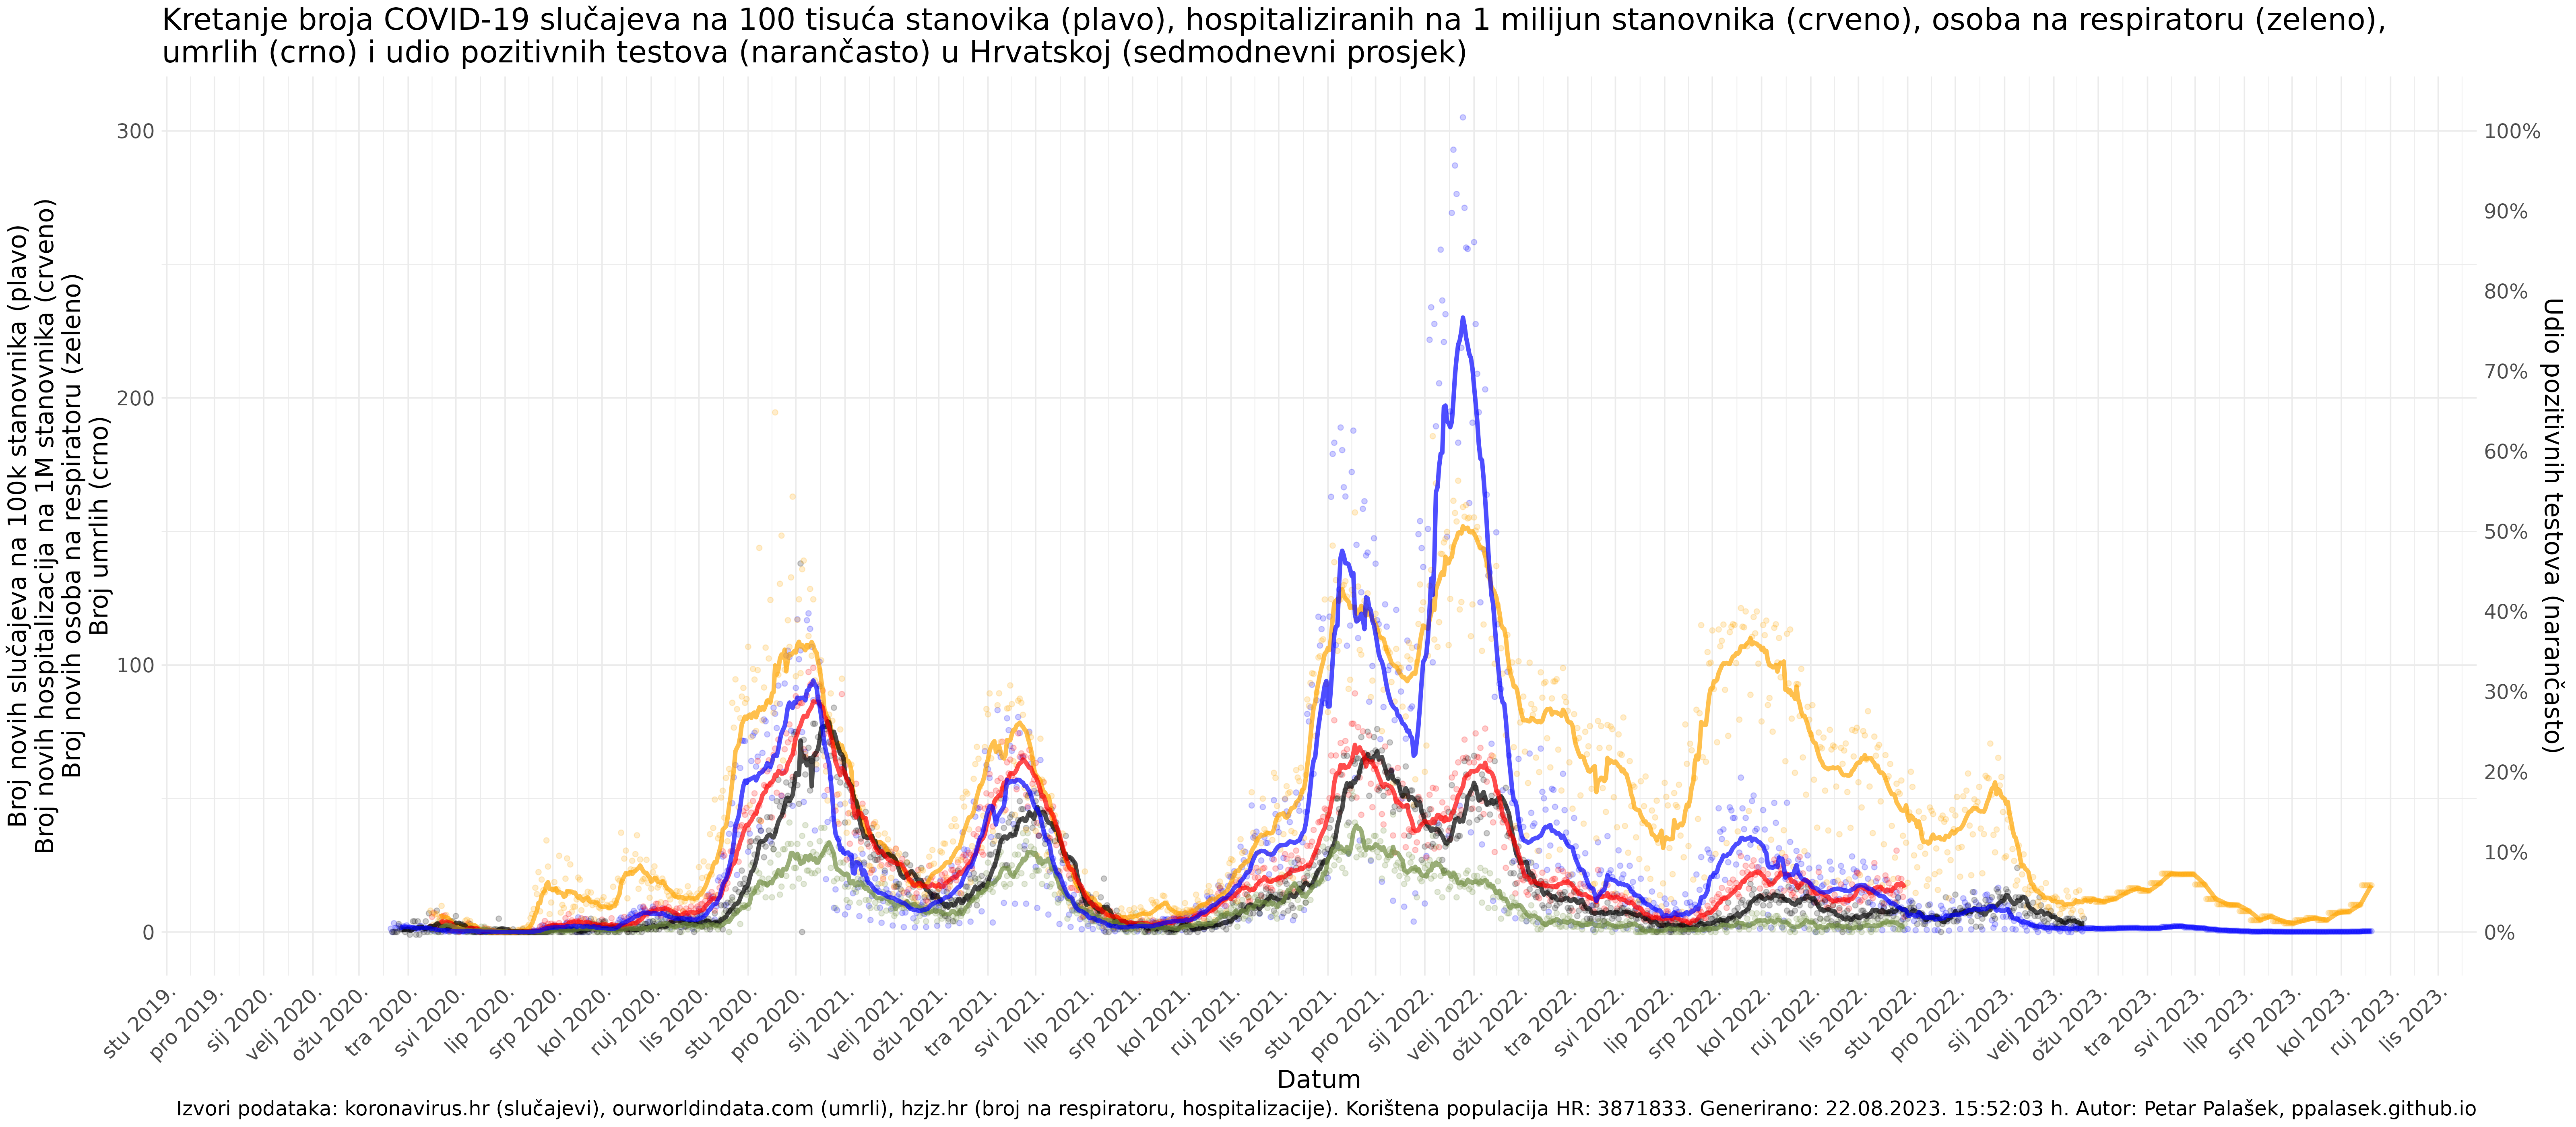 Kretanje broja COVID-19 slučajeva na 100 tisuća stanovika (plavo), hospitaliziranih na 1 milijun stanovnika (crveno), osoba na respiratoru (zeleno),
umrlih (crno) i udio pozitivnih testova (narančasto) u Hrvatskoj (sedmodnevni prosjek)
Broj novih slučajeva na 100k stanovnika (plavo)
Broj novih hospitalizacija na 1M stanovnika (crveno)
Broj novih osoba na respiratoru (zeleno)
Broj umrlih (crno)
300
200
100
0
100%
90%
80%
70%
60%
50%
40%
30%
20%
10%
0%
Udio pozitivnih testova (narančasto)
stu 2019.
pro 2019.
sij 2020.
velj 2020.
ožu 2020.
tra 2020.
svi 2020.
lip 2020.
srp 2020.
kol 2020.
ruj 2020.
lis 2020.
stu 2020.
pro 2020.
sij 2021.
velj 2021.
ožu 2021.
tra 2021.
svi 2021.
lip 2021.
srp 2021.
kol 2021.
ruj 2021.
lis 2021.
stu 2021.
pro 2021.
sij 2022.
velj 2022.
ožu 2022.
tra 2022.
svi 2022.
lip 2022.
srp 2022.
kol 2022.
ruj 2022.
lis 2022.
stu 2022.
pro 2022.
sij 2023.
velj 2023.
ožu 2023.
tra 2023.
svi 2023.
lip 2023.
srp 2023.
kol 2023.
ruj 2023.
lis 2023.
Datum
Izvori podataka: koronavirus.hr (slučajevi), ourworldindata.com (umrli), hzjz.hr (broj na respiratoru, hospitalizacije). Korištena populacija HR: 3871833. Generirano: 22.08.2023. 15:52:03 h. Autor: Petar Palašek, ppalasek.github.io